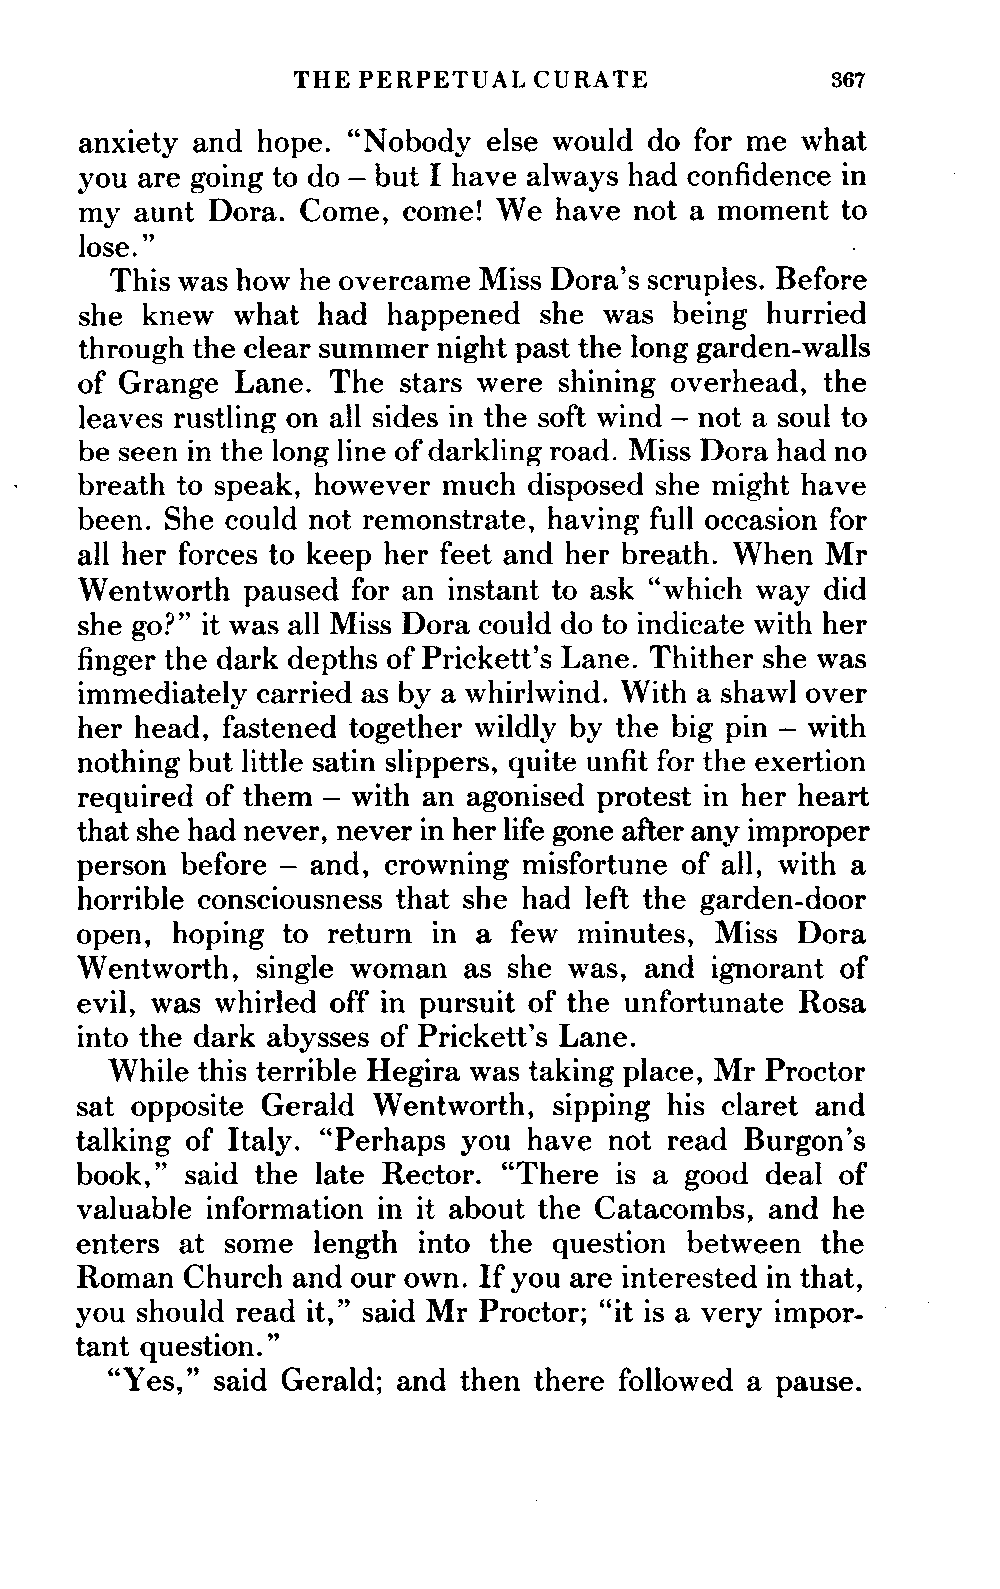 THE PERPETUAL CURATE 367
anxiety and hope. “Nobody else would do for me what
you are going to do – but I have always had confidence in
my aunt Dora. Come, come! We have not a moment to
lose.”
This was how he overcame Miss Dora’s scruples. Before
she knew what had happened she was being hurried
through the clear summer night past the long garden-walls
of Grange Lane. The stars were shining overhead, the
leaves rustling on all sides in the soft wind – not a soul to
be seen in the long line of darkling road. Miss Dora had no
breath to speak, however much disposed she might have
been. She could not remonstrate, having full occasion for
all her forces to keep her feet and her breath. When Mr
Wentworth paused for an instant to ask “which way did
she go?” it was all Miss Dora could do to indicate with her
finger the dark depths of Prickett’s Lane. Thither she was
immediately carried as by a whirlwind. With a shawl over
her head, fastened together wildly by the big pin – with
nothing but little satin slippers, quite unfit for the exertion
required of them – with an agonised protest in her heart
that she had never, never in her life gone after any improper
person before – and, crowning misfortune of all, with a
horrible consciousness that she had left the garden-door
open, hoping to return in a few minutes, Miss Dora
Wentworth, single woman as she was, and ignorant of
evil, was whirled off in pursuit of the unfortunate Rosa
into the dark abysses of Prickett’s Lane.
While this terrible Hegira was taking place, Mr Proctor
sat opposite Gerald Wentworth, sipping his claret and
talking of Italy. “Perhaps you have not read Burgon’s
book,” said the late Rector. “There is a good deal of
valuable information in it about the Catacombs, and he
enters at some length into the question between the
Roman Church and our own. If you are interested in that,
you should read it,” said Mr Proctor; “it is a very impor-
tant question.”
“Yes,” said Gerald; and then there followed a pause.